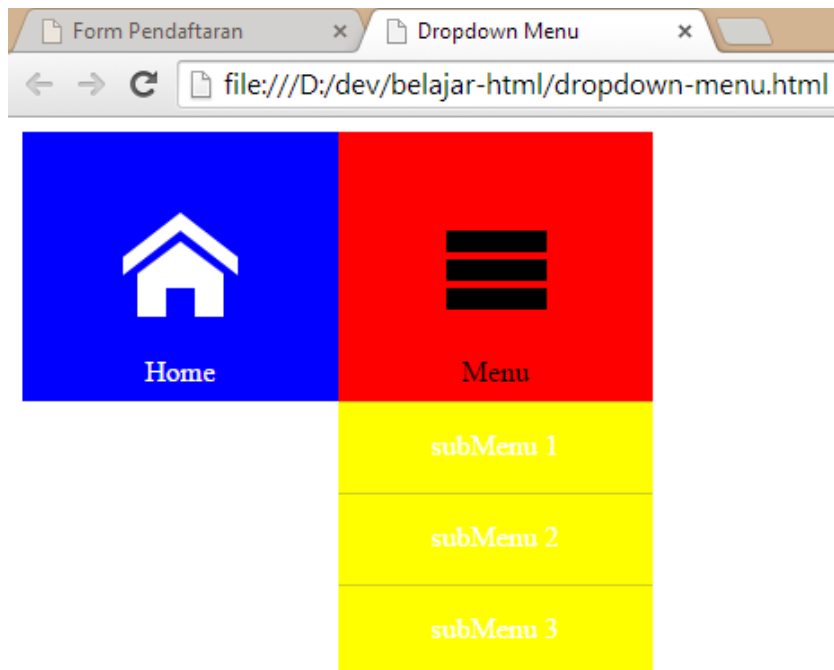 Form Pendaftaran
Dropdown Menu
file:///D:/dev/belajar-html/dropdown-menu.html
Home
Menu
subMenu 1
subMenu 2
subMenu 3